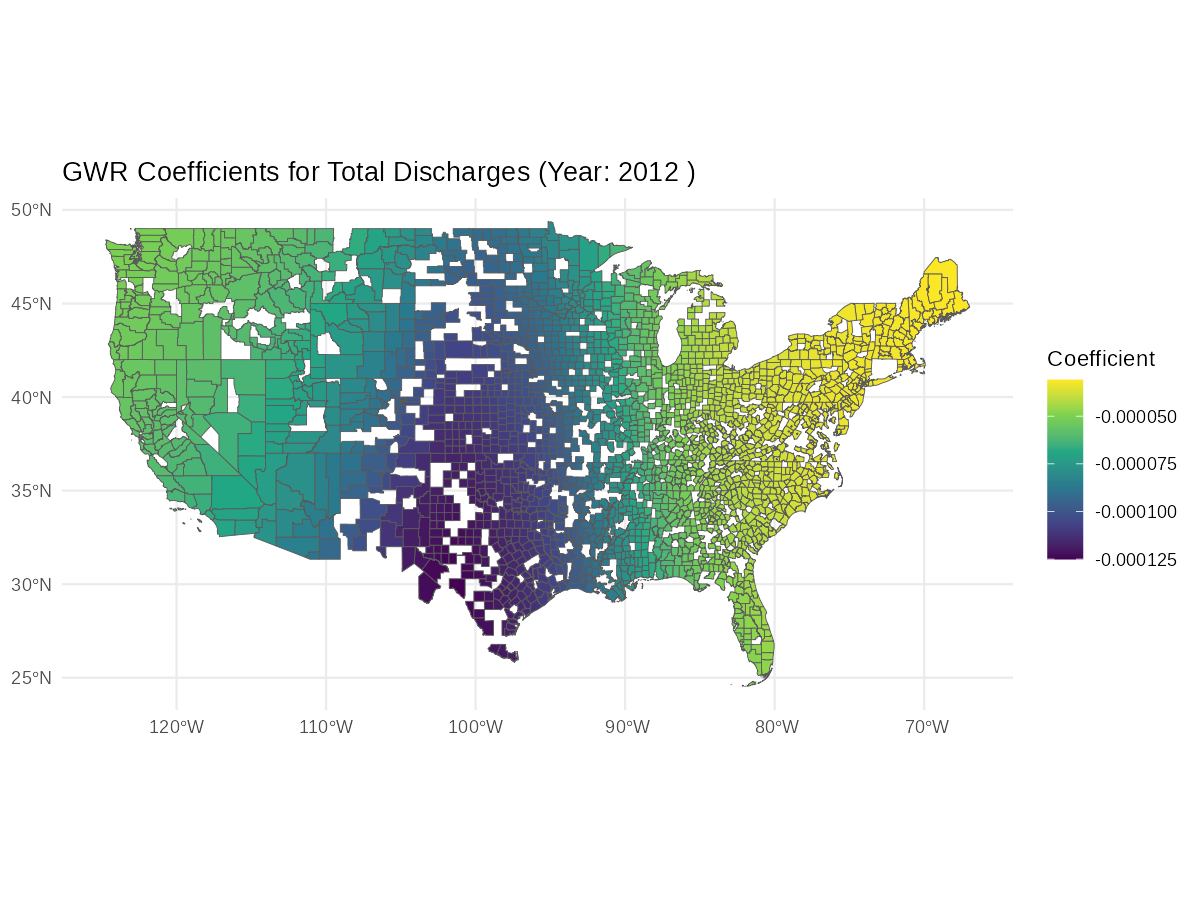 GWR Coefficients for Total Discharges (Year: 2012 )
50°N
45°N
40°N
35°N
30°N
25°N
120°W
110°W
100°W
90°W
80°W
70°W
Coefficient
-0.000050
-0.000075
-0.000100
-0.000125